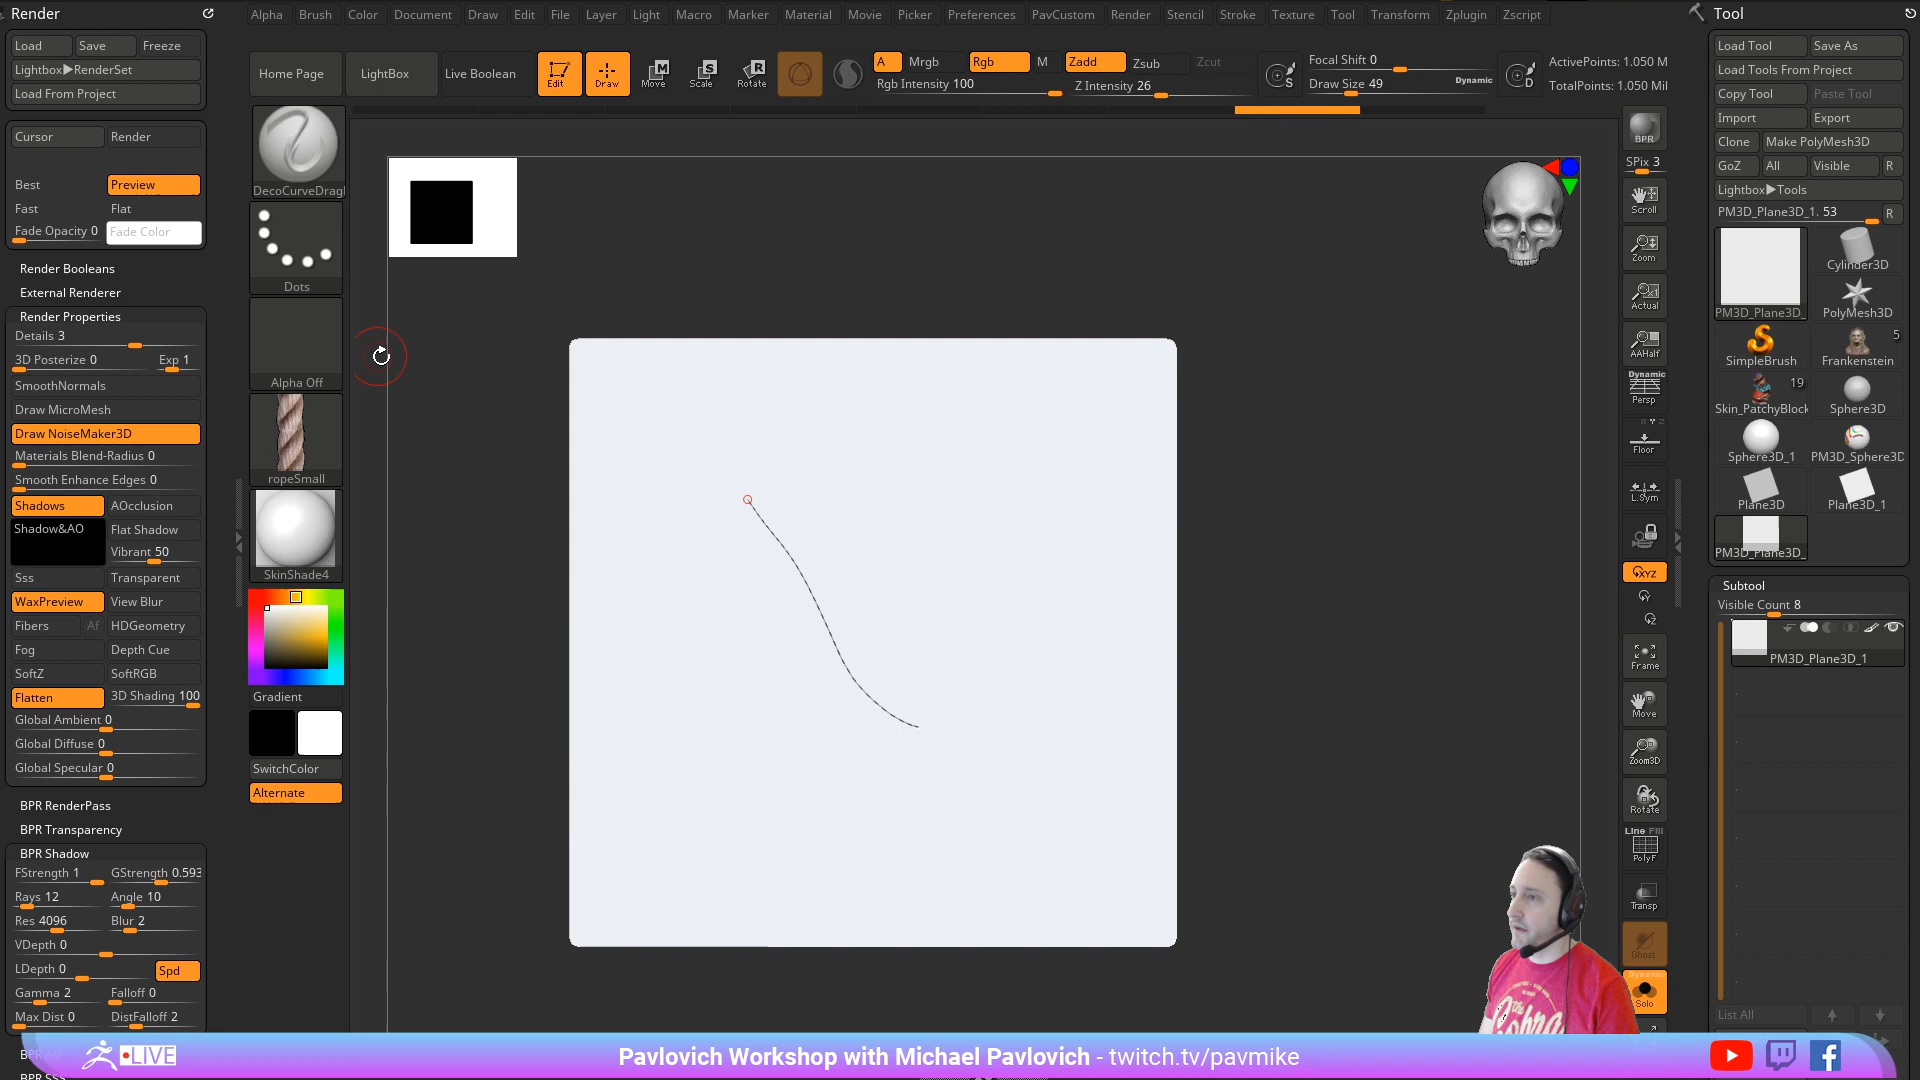 Render
Alpha Brush Color Document Draw Edit File Layer Light Macro Marker Material Movie Picker Preferences PavCustom Render Stencil Stroke Texture Tool Transform Zplugin Zscript
Tool
Load Save Freeze
Lightbox▶RenderSet
Load From Project
Cursor Render
Best Preview
Fast Flat
Fade Opacity 0 Fade Color
Render Booleans
External Renderer
Render Properties
Details 3
3D Posterize 0 Exp 1
SmoothNormals
Draw MicroMesh
Draw NoiseMaker3D
Materials Blend-Radius 0
Smooth Enhance Edges 0
Shadows AOcclusion
Shadow&AO Flat Shadow
Vibrant 50
Sss Transparent
WaxPreview View Blur
Fibers Af HDGeometry
Fog Depth Cue
SoftZ SoftRGB
Flatten 3D Shading 100
Global Ambient 0
Global Diffuse 0
Global Specular 0
BPR RenderPass
BPR Transparency
BPR Shadow
FStrength 1 GStrength 0.593
Rays 12 Angle 10
Res 4096 Blur 2
VDepth 0
LDepth 0 Spd
Gamma 2 Falloff 0
Max Dist 0 DistFalloff 2
Home Page LightBox Live Boolean Edit Draw Move Scale Rotate
A Mrgb Rgb M Zadd Zsub Zcut
Rgb Intensity 100 Z Intensity 26
S
Focal Shift 0
Draw Size 49 Dynamic
D
ActivePoints: 1.050 M
TotalPoints: 1.050 Mil
DecoCurveDragl
Dots
Alpha Off
ropeSmall
SkinShade4
Gradient
SwitchColor
Alternate
BPR
SPix 3
Scroll
Zoom
Actual
AAHalf
Dynamic
Persp
Floor
L.Sym
XYZ
Y
Z
Frame
Move
Zoom3D
Rotate
Line Fill
PolyF
Transp
Ghost
Dynamic
Solo
Load Tool Save As
Load Tools From Project
Copy Tool Paste Tool
Import Export
Clone Make PolyMesh3D
GoZ All Visible R
Lightbox▶Tools
PM3D_Plane3D_1. 53 R
PM3D_Plane3D_ Cylinder3D
PolyMesh3D
SimpleBrush Frankenstein 5
Skin_PatchyBlock 19 Sphere3D
Sphere3D_1 PM3D_Sphere3D
Plane3D Plane3D_1
PM3D_Plane3D_
Subtool
Visible Count 8
PM3D_Plane3D_1
List All
The
Cobra
LIVE
Pavlovich Workshop with Michael Pavlovich - twitch.tv/pavmike